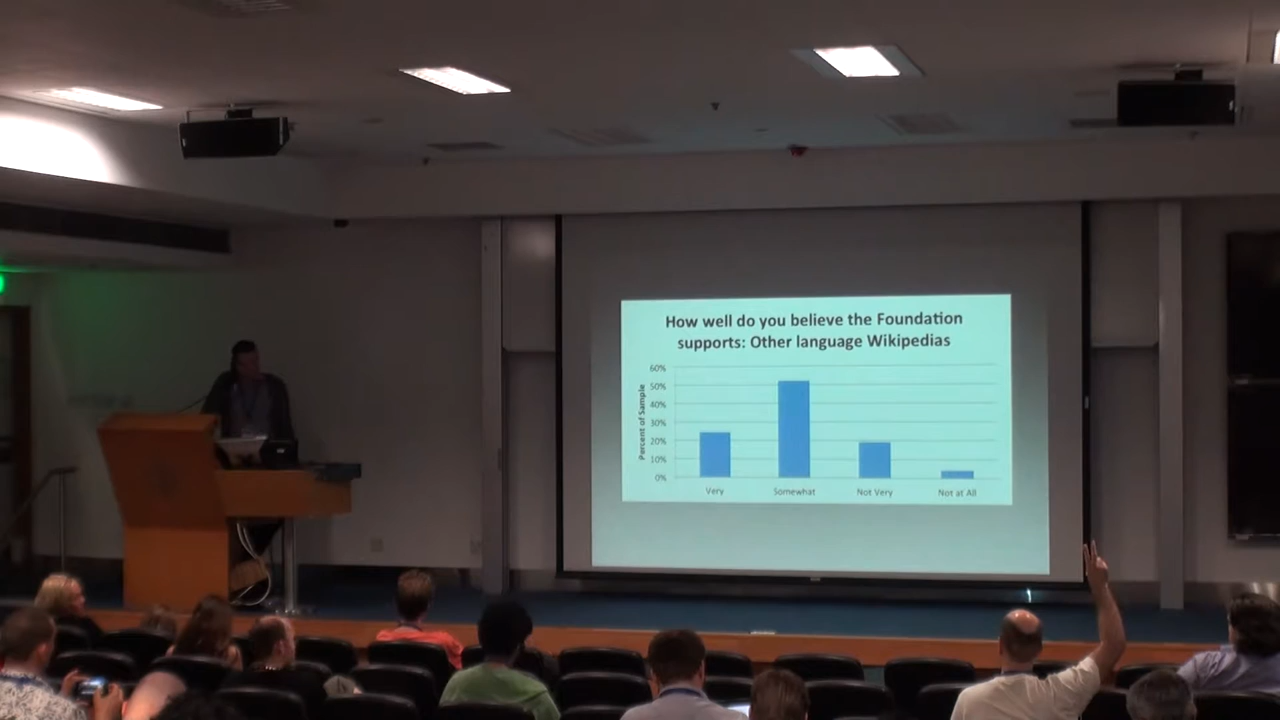 How well do you believe the Foundation
supports: Other language Wikipedias
Percent of Sample
60%
50%
40%
30%
20%
10%
0%
Very
Somewhat
Not Very
Not at All